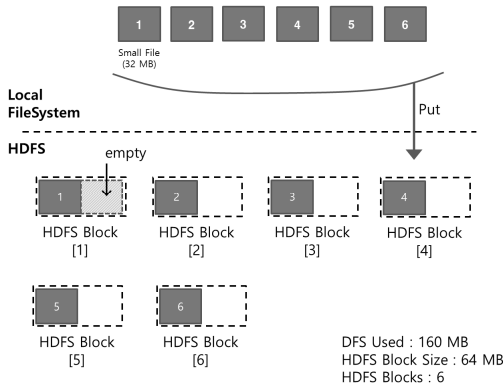 1 2 3 4 5 6
Small File
(32 MB)
Local
FileSystem
Put
HDFS
empty
1 2 3 4
HDFS Block HDFS Block HDFS Block HDFS Block
[1] [2] [3] [4]
5 6
HDFS Block HDFS Block
[5] [6]
DFS Used : 160 MB
HDFS Block Size : 64 MB
HDFS Blocks : 6